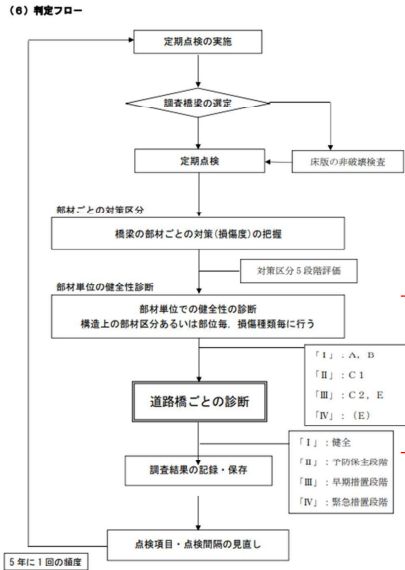 （6）判定フロー
定期点検の実施
調査橋梁の選定
定期点検
床版の非破壊検査
部材ごとの対策区分
橋梁の部材ごとの対策(損傷度)の把握
対策区分５段階評価
部材単位の健全性診断
部材単位での健全性の診断
構造上の部材区分あるいは部位毎，損傷種類毎に行う
「Ⅰ」：A，B
「Ⅱ」：C１
「Ⅲ」：C２，E
「Ⅳ」：（E）
道路橋ごとの診断
「Ⅰ」：健全
「Ⅱ」：予防保全段階
「Ⅲ」：早期措置段階
「Ⅳ」：緊急措置段階
調査結果の記録・保存
点検項目・点検間隔の見直し
５年に１回の頻度